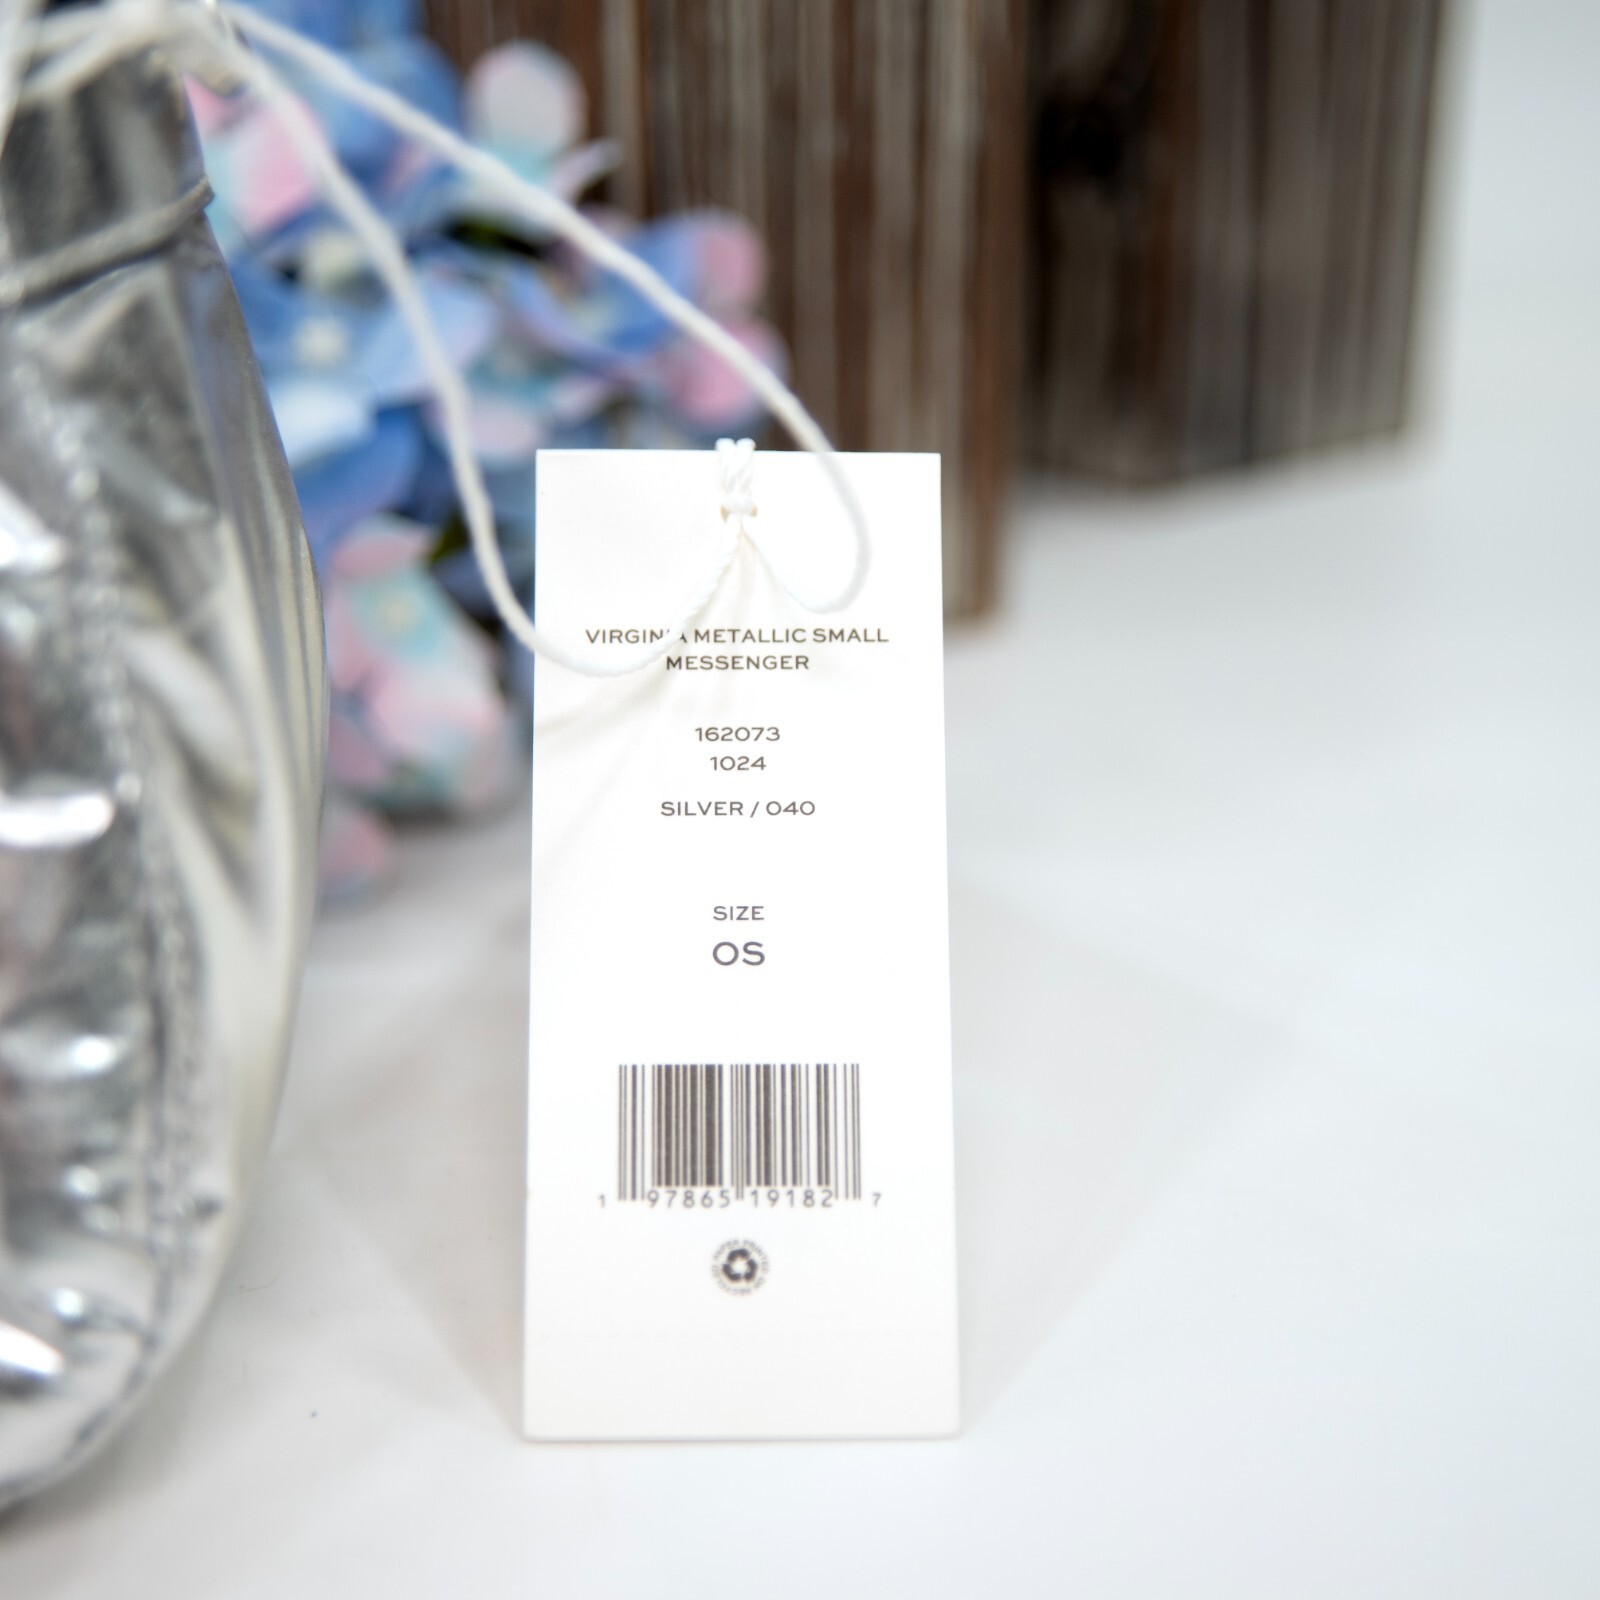 VIRGINIA METALLIC SMALL
MESSENGER
162073
1024
SILVER / 040
SIZE
OS
1 97865 19182 7